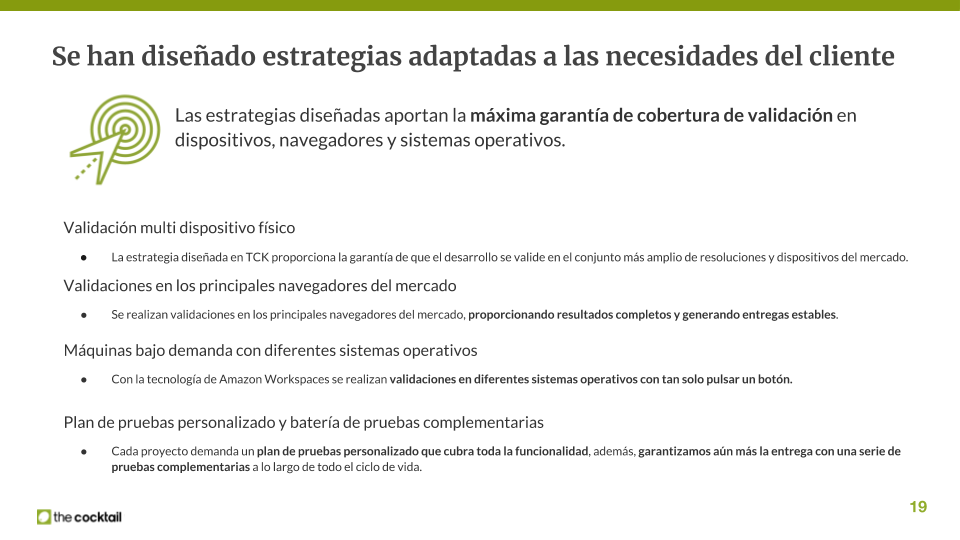 Se han diseñado estrategias adaptadas a las necesidades del cliente
Las estrategias diseñadas aportan la máxima garantía de cobertura de validación en
dispositivos, navegadores y sistemas operativos.
Validación multi dispositivo físico
● La estrategia diseñada en TCK proporciona la garantía de que el desarrollo se valide en el conjunto más amplio de resoluciones y dispositivos del mercado.
Validaciones en los principales navegadores del mercado
● Se realizan validaciones en los principales navegadores del mercado, proporcionando resultados completos y generando entregas estables.
Máquinas bajo demanda con diferentes sistemas operativos
● Con la tecnología de Amazon Workspaces se realizan validaciones en diferentes sistemas operativos con tan solo pulsar un botón.
Plan de pruebas personalizado y batería de pruebas complementarias
● Cada proyecto demanda un plan de pruebas personalizado que cubra toda la funcionalidad, además, garantizamos aún más la entrega con una serie de
pruebas complementarias a lo largo de todo el ciclo de vida.
the cocktail
19